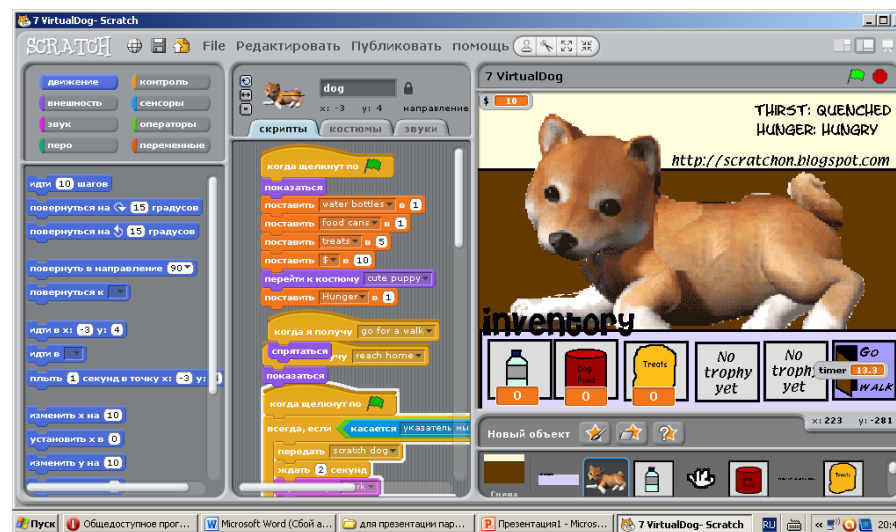 7 VirtualDog- Scratch
SCRATCH File Редактировать Публиковать помощь
движение контроль
внешность сенсоры
звук операторы
перо переменные
идти 10 шагов
повернуться на 15 градусов
повернуться на 15 градусов
повернуть в направление 90
повернуться к
идти в x: -3 y: 4
идти в
плыть 1 секунд в точку x: -3 y:
изменить х на 10
установить х в 0
изменить у на 10
dog
x: -3 y: 4 направление
скрипты костюмы звуки
когда щелкнут по
показаться
поставить water bottles в 1
поставить food cans в 1
поставить treats в 5
поставить $ в 10
перейти к костюму cute puppy
поставить Hunger в 1
когда я получу go for a walk
спрятаться
чу reach home
показаться
когда щелкнут по
всегда, если касается указатель мы
передать scratch dog
ждать 2 секунд
7 VirtualDog
$ 10
THIRST: QUENCHED
HUNGER: HUNGRY
http://scratchon.blogspot.com
inventory
Dog Food
Treats
No trophy yet
No trophy yet
GO
WALK
timer 13.3
0 0 0
x: 223 y: -281
Новый объект
Сцена
Treats
Пуск Общедоступное прог... Microsoft Word (Сбой а... для презентации пар... Презентация1 - Micros... 7 VirtualDog- Scratch RU